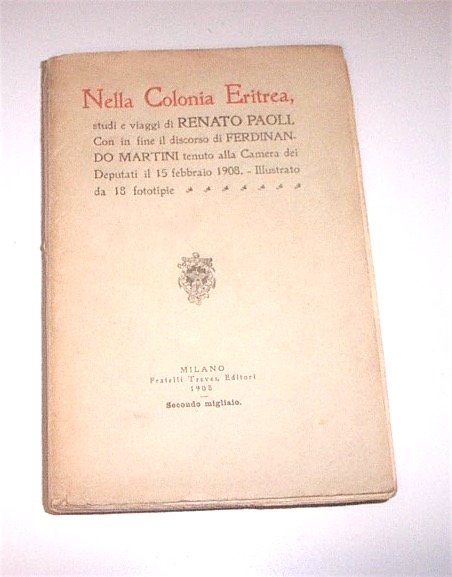 Nella Colonia Eritrea,
studi e viaggi di RENATO PAOLI.
Con in fine il discorso di FERDINAN-
DO MARTINI tenuto alla Camera dei
Deputati il 15 febbraio 1908. - Illustrato
da 18 fototipie
MILANO
Fratelli Treves, Editori
1908
Secondo migliaio.